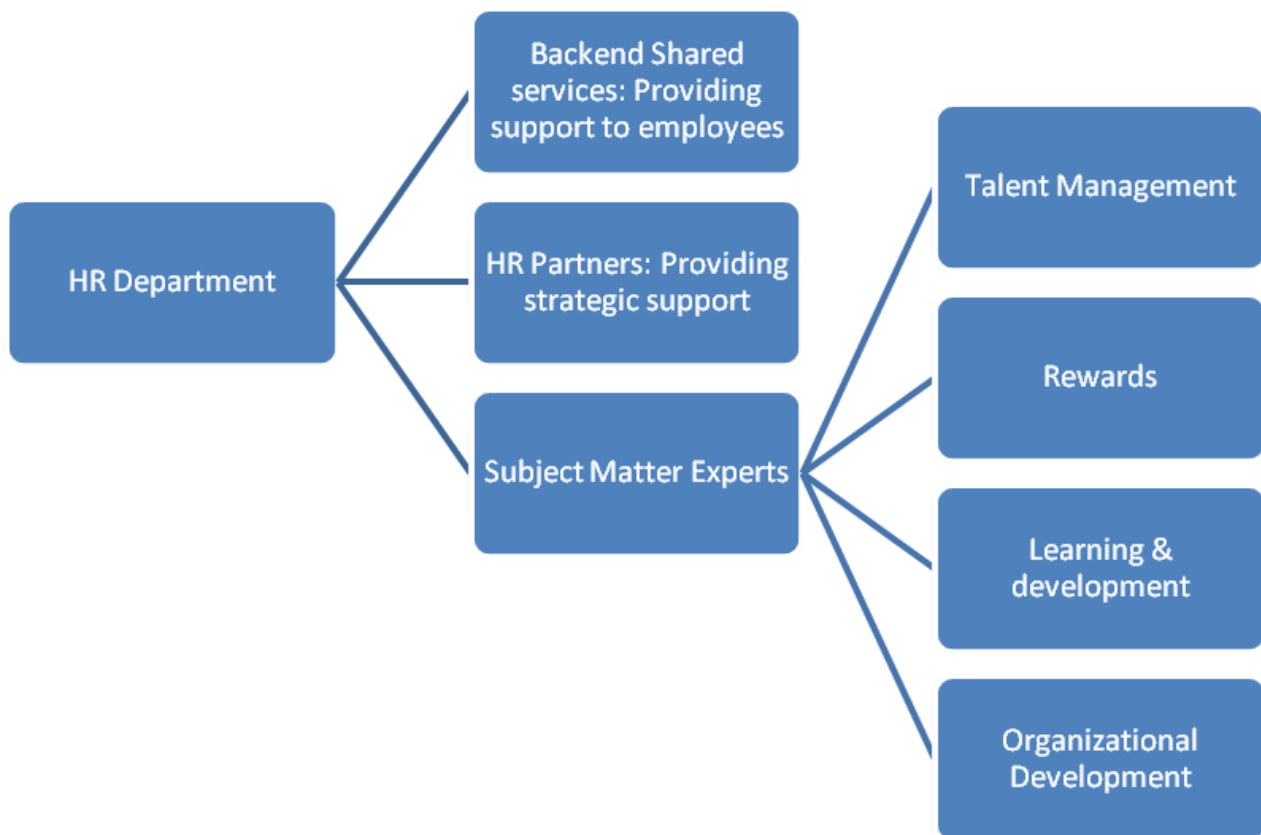 HR Department
Backend Shared
services: Providing
support to employees
HR Partners: Providing
strategic support
Subject Matter Experts
Talent Management
Rewards
Learning &
development
Organizational
Development